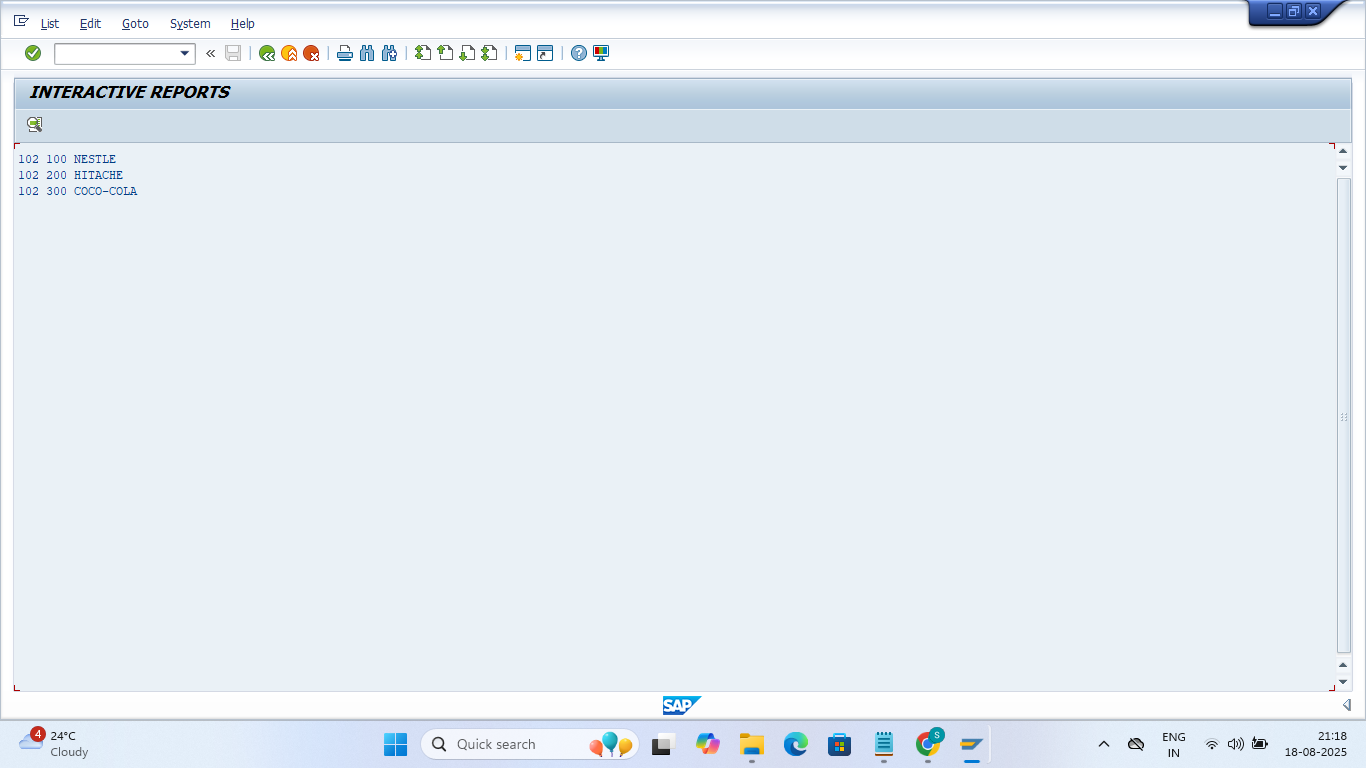 List Edit Goto System Help
INTERACTIVE REPORTS
102 100 NESTLE
102 200 HITACHE
102 300 COCO-COLA
SAP
4
24°C
Cloudy
Quick search
S
ENG
IN
21:18
18-08-2025